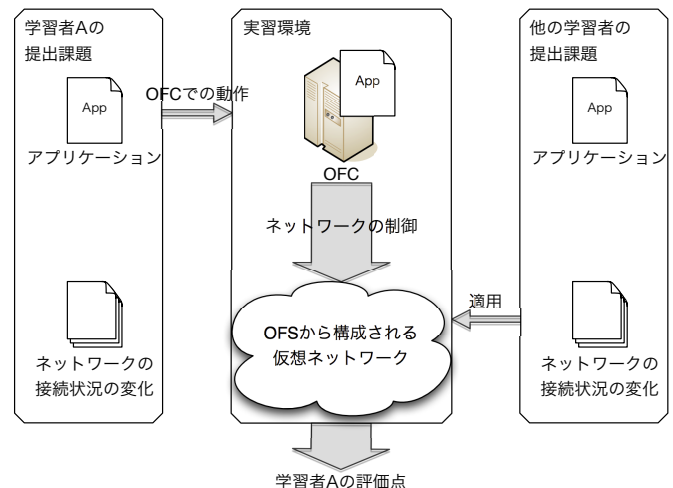 学習者Aの
提出課題
App
アプリケーション
ネットワークの
接続状況の変化
OFCでの動作
実習環境
App
OFC
ネットワークの制御
OFSから構成される
仮想ネットワーク
学習者Aの評価点
適用
他の学習者の
提出課題
App
アプリケーション
ネットワークの
接続状況の変化